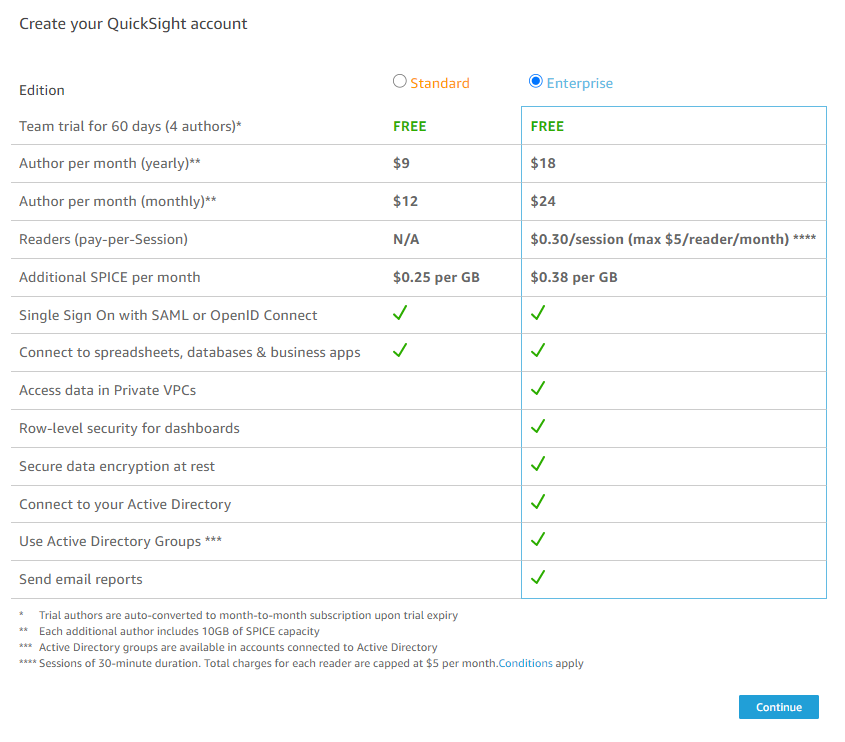 Create your QuickSight account
Edition Standard Enterprise
Team trial for 60 days (4 authors)* FREE FREE
Author per month (yearly)** $9 $18
Author per month (monthly)** $12 $24
Readers (pay-per-Session) N/A $0.30/session (max $5/reader/month) ****
Additional SPICE per month $0.25 per GB $0.38 per GB
Single Sign On with SAML or OpenID Connect
Connect to spreadsheets, databases & business apps
Access data in Private VPCs
Row-level security for dashboards
Secure data encryption at rest
Connect to your Active Directory
Use Active Directory Groups ***
Send email reports
* Trial authors are auto-converted to month-to-month subscription upon trial expiry
** Each additional author includes 10GB of SPICE capacity
*** Active Directory groups are available in accounts connected to Active Directory
**** Sessions of 30-minute duration. Total charges for each reader are capped at $5 per month.Conditions apply
Continue